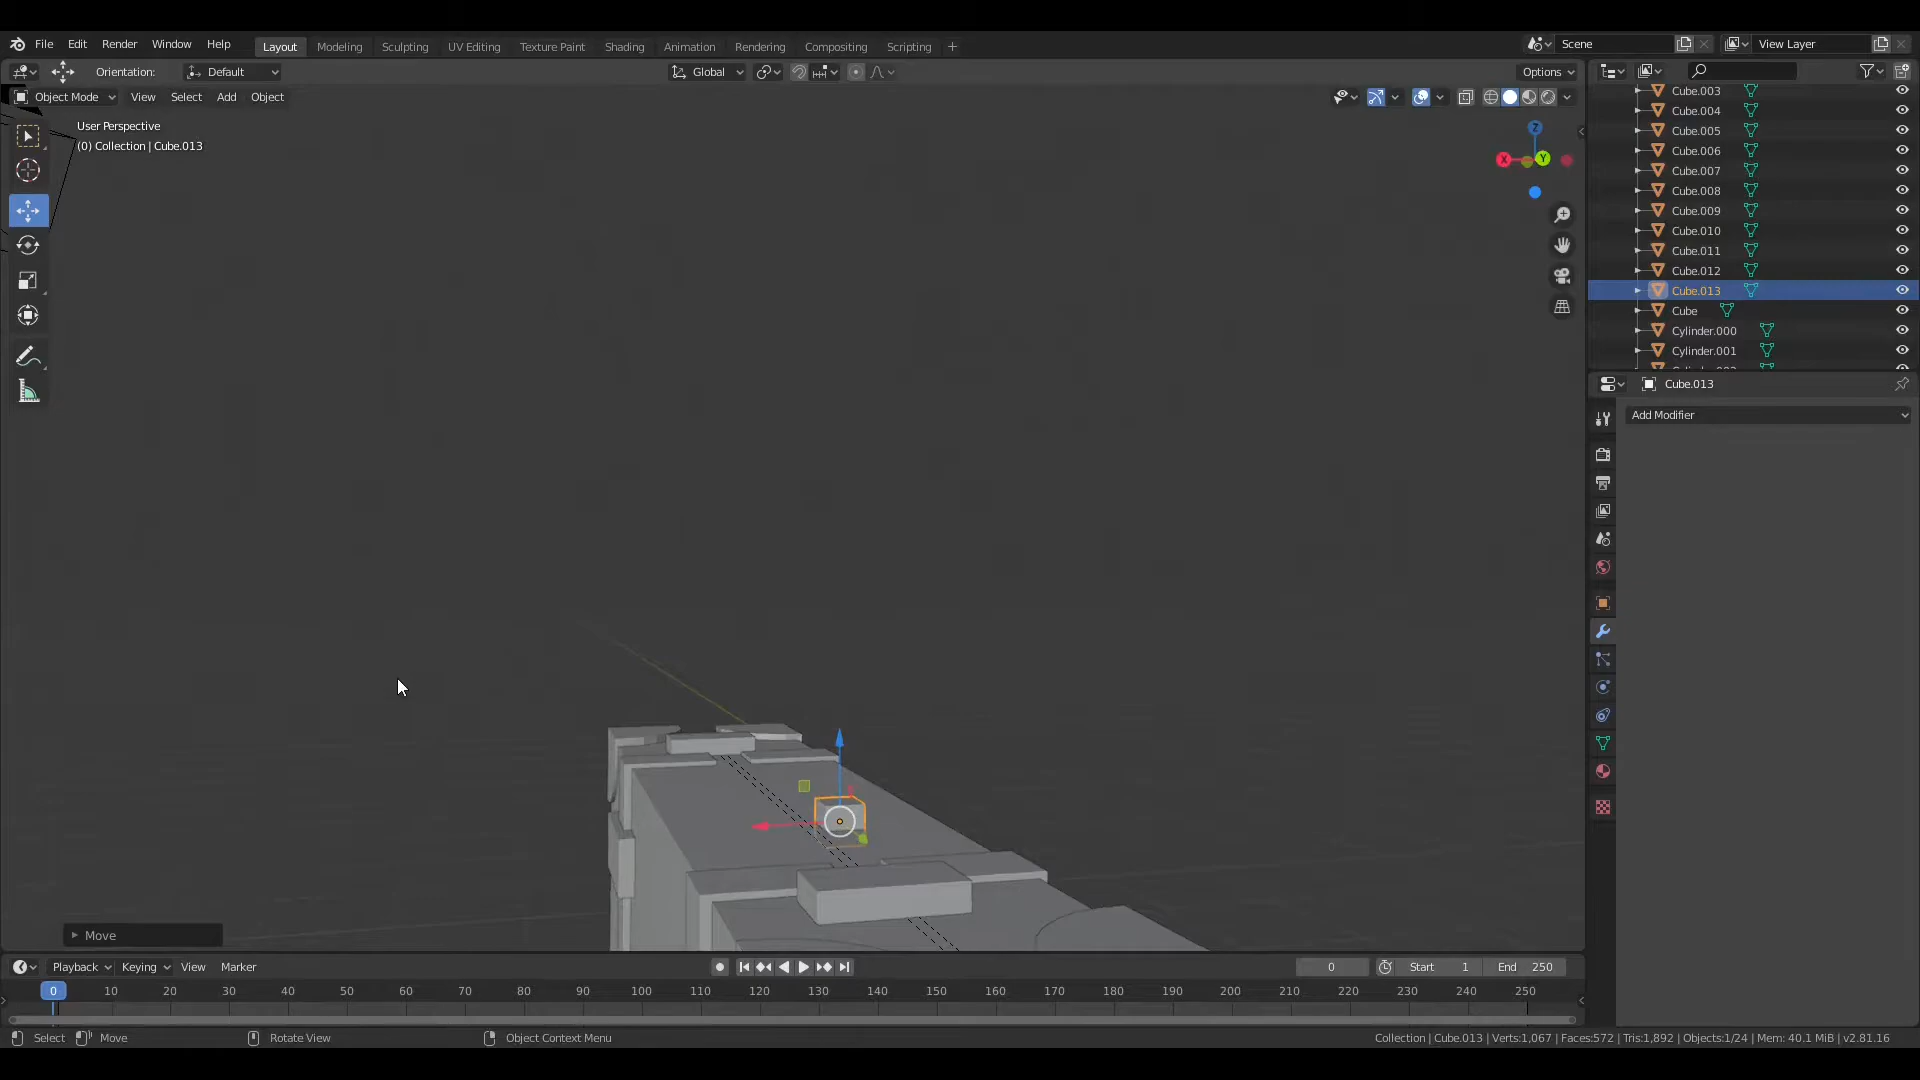 File Edit Render Window Help Layout Modeling Sculpting UV Editing Texture Paint Shading Animation Rendering Compositing Scripting + Scene View Layer
Orientation: Default Global Options
Object Mode View Select Add Object
User Perspective
(0) Collection | Cube.013
Z
X Y
Cube.003
Cube.004
Cube.005
Cube.006
Cube.007
Cube.008
Cube.009
Cube.010
Cube.011
Cube.012
Cube.013
Cube
Cylinder.000
Cylinder.001
Cube.013
Add Modifier
Move
Playback Keying View Marker 0 Start 1 End 250
0 10 20 30 40 50 60 70 80 90 100 110 120 130 140 150 160 170 180 190 200 210 220 230 240 250
Select Move Rotate View Object Context Menu Collection | Cube.013 | Verts:1,067 | Faces:572 | Tris:1,892 | Objects:1/24 | Mem: 40.1 MiB | v2.81.16